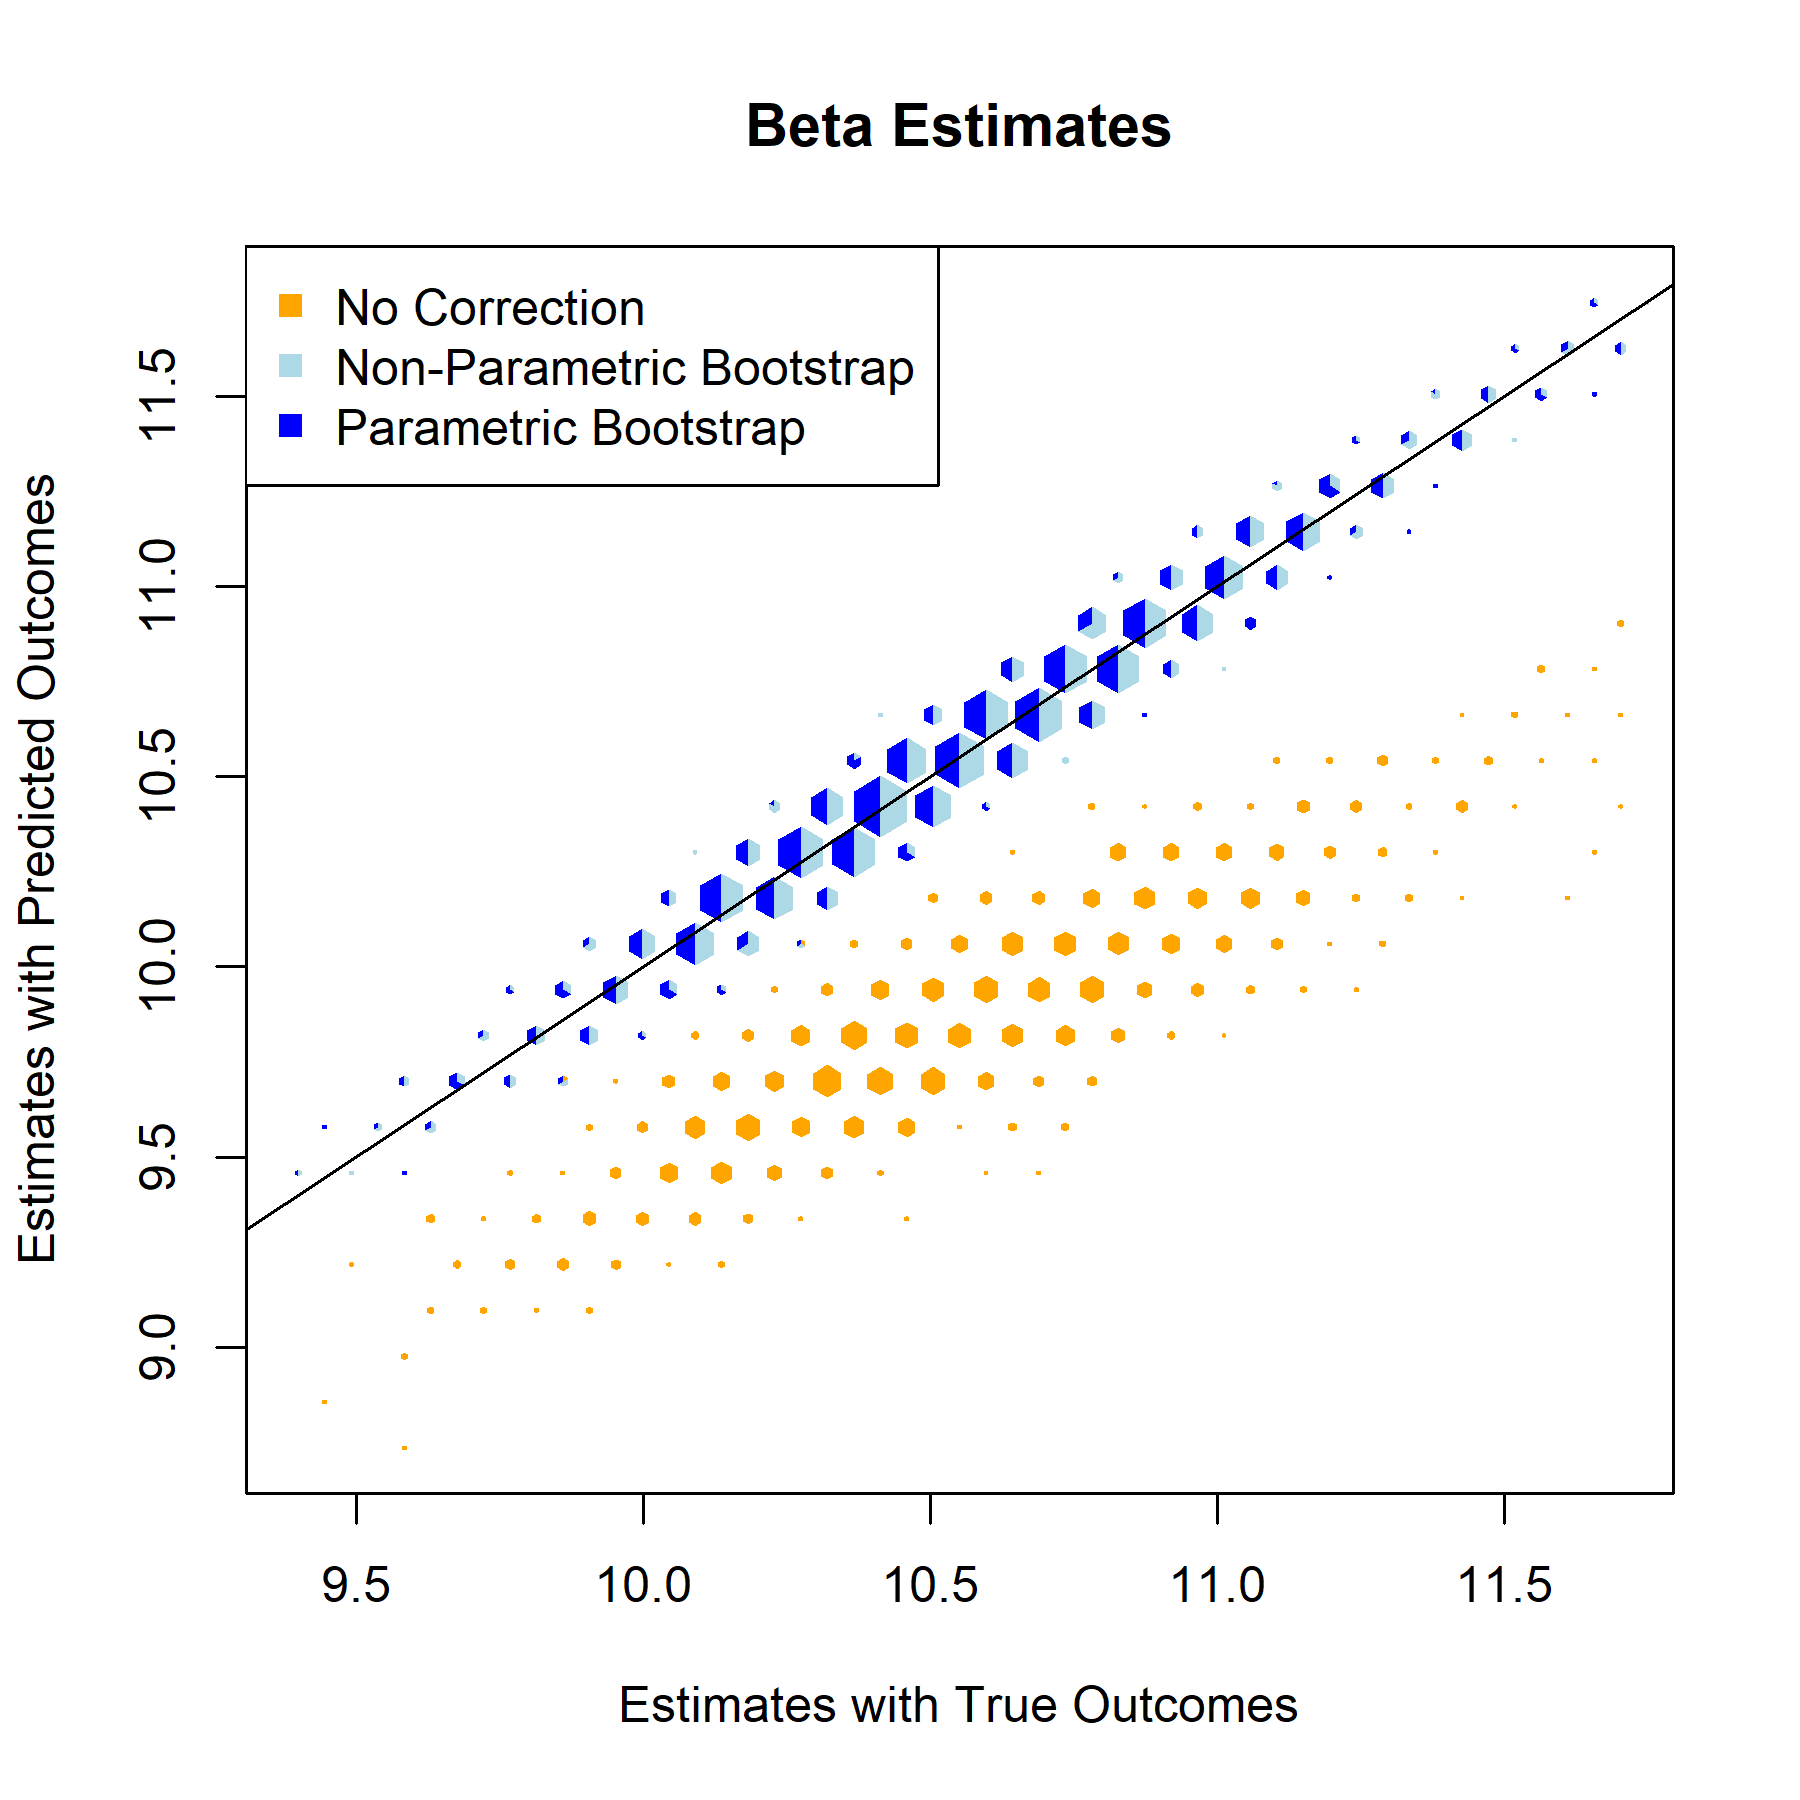 Beta Estimates
No Correction
Non-Parametric Bootstrap
Parametric Bootstrap
Estimates with Predicted Outcomes
11.5
11.0
10.5
10.0
9.5
9.0
9.5 10.0 10.5 11.0 11.5
Estimates with True Outcomes